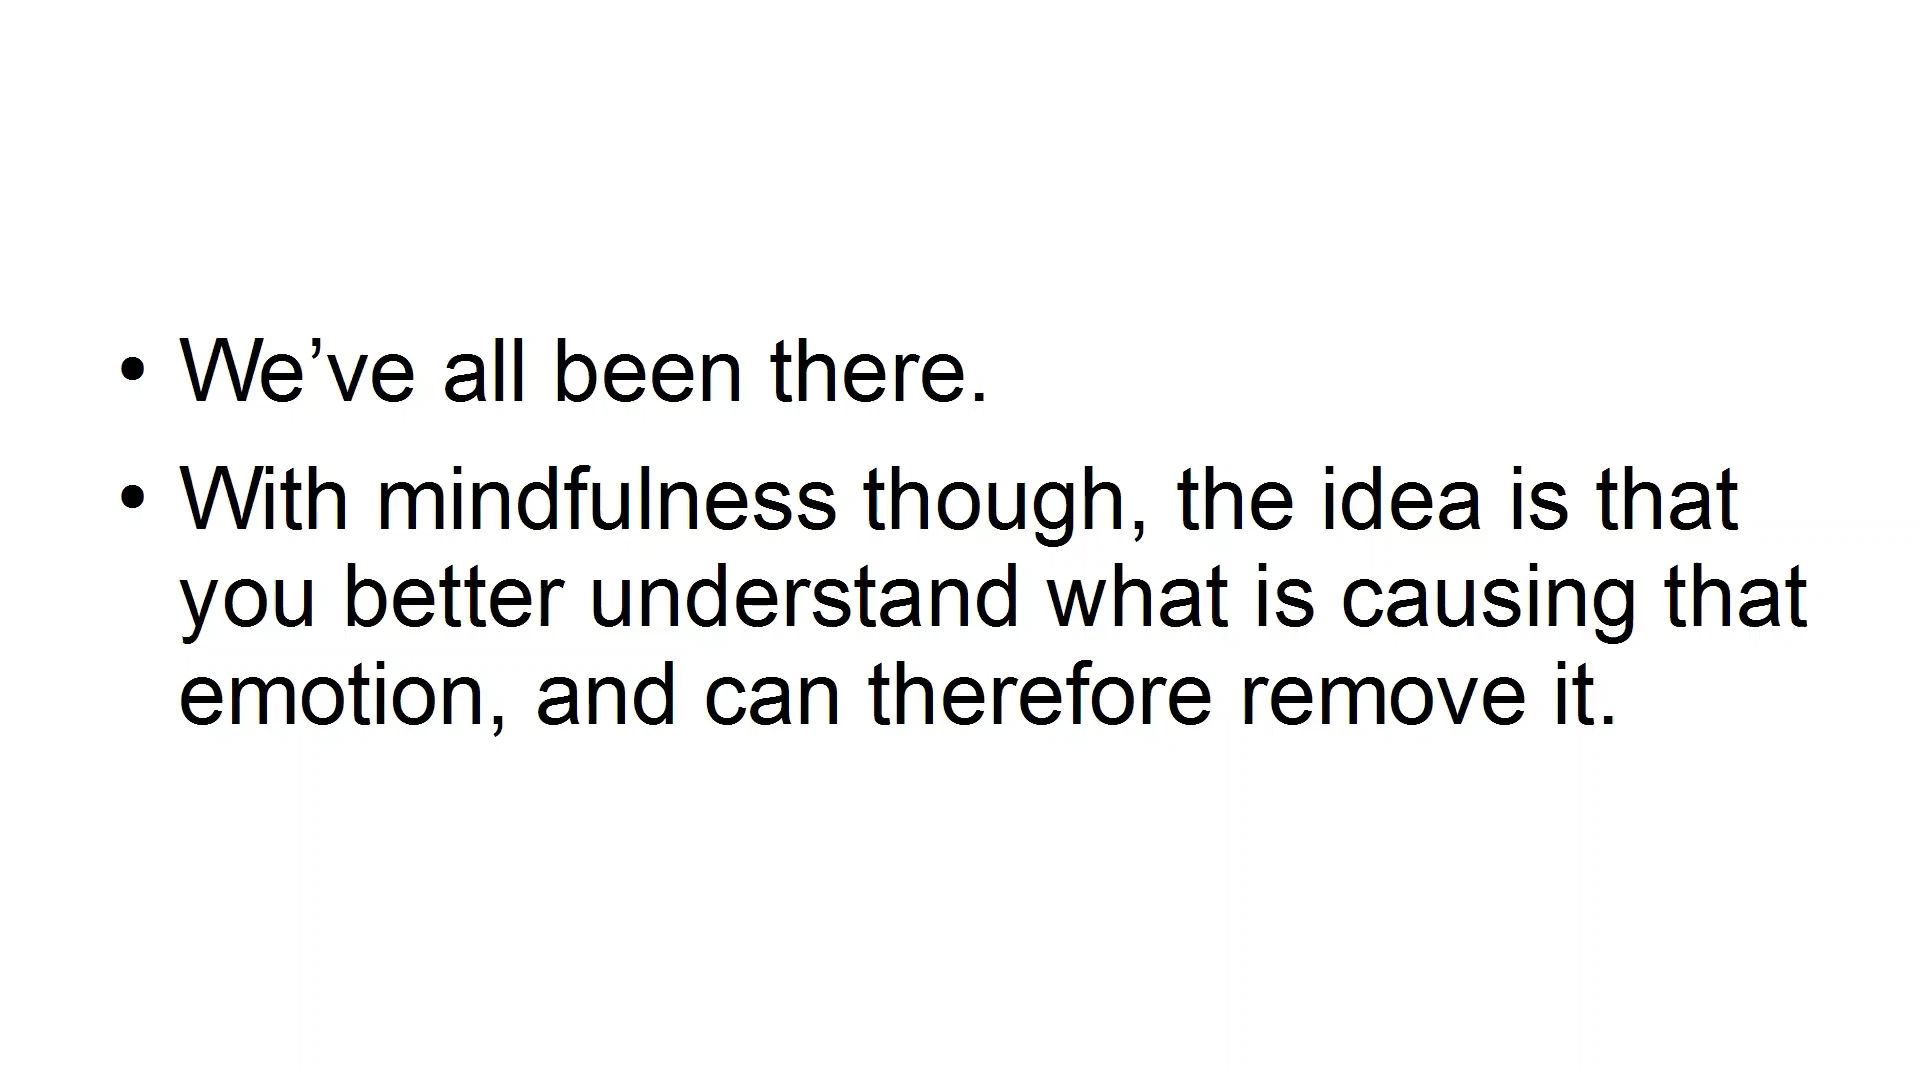 • We’ve all been there.
• With mindfulness though, the idea is that
you better understand what is causing that
emotion, and can therefore remove it.